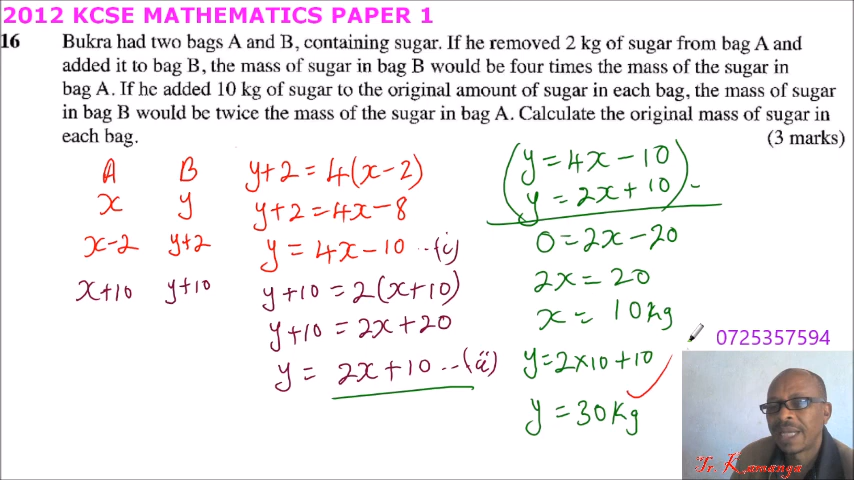 2012 KCSE MATHEMATICS PAPER 1
16 Bukra had two bags A and B, containing sugar. If he removed 2 kg of sugar from bag A and
added it to bag B, the mass of sugar in bag B would be four times the mass of the sugar in
bag A. If he added 10 kg of sugar to the original amount of sugar in each bag, the mass of sugar
in bag B would be twice the mass of the sugar in bag A. Calculate the original mass of sugar in
each bag. (3 marks)
A B
x y
x-2 y+2
x+10 y+10
y+2 = 4(x-2)
y+2 = 4x-8
y = 4x-10 ...(i)
y+10 = 2(x+10)
y+10 = 2x+20
y = 2x+10 ...(ii)
(y = 4x-10
y = 2x+10) -
0 = 2x-20
2x = 20
x = 10kg
y = 2×10+10
y = 30kg
0725357594
Tr. Kamanga